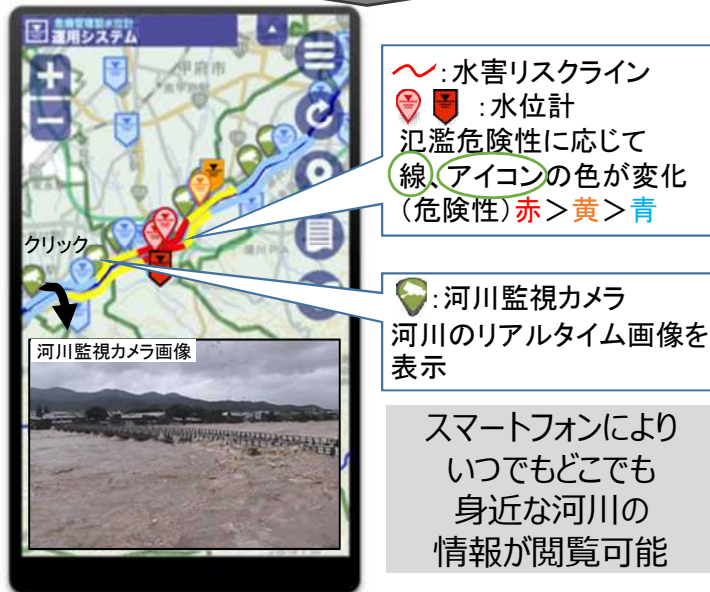 危機管理型水位計
運用システム
甲府市
クリック
河川監視カメラ画像
:水害リスクライン
:水位計
氾濫危険性に応じて
線、アイコンの色が変化
(危険性)赤>黄>青
:河川監視カメラ
河川のリアルタイム画像を
表示
スマートフォンにより
いつでもどこでも
身近な河川の
情報が閲覧可能